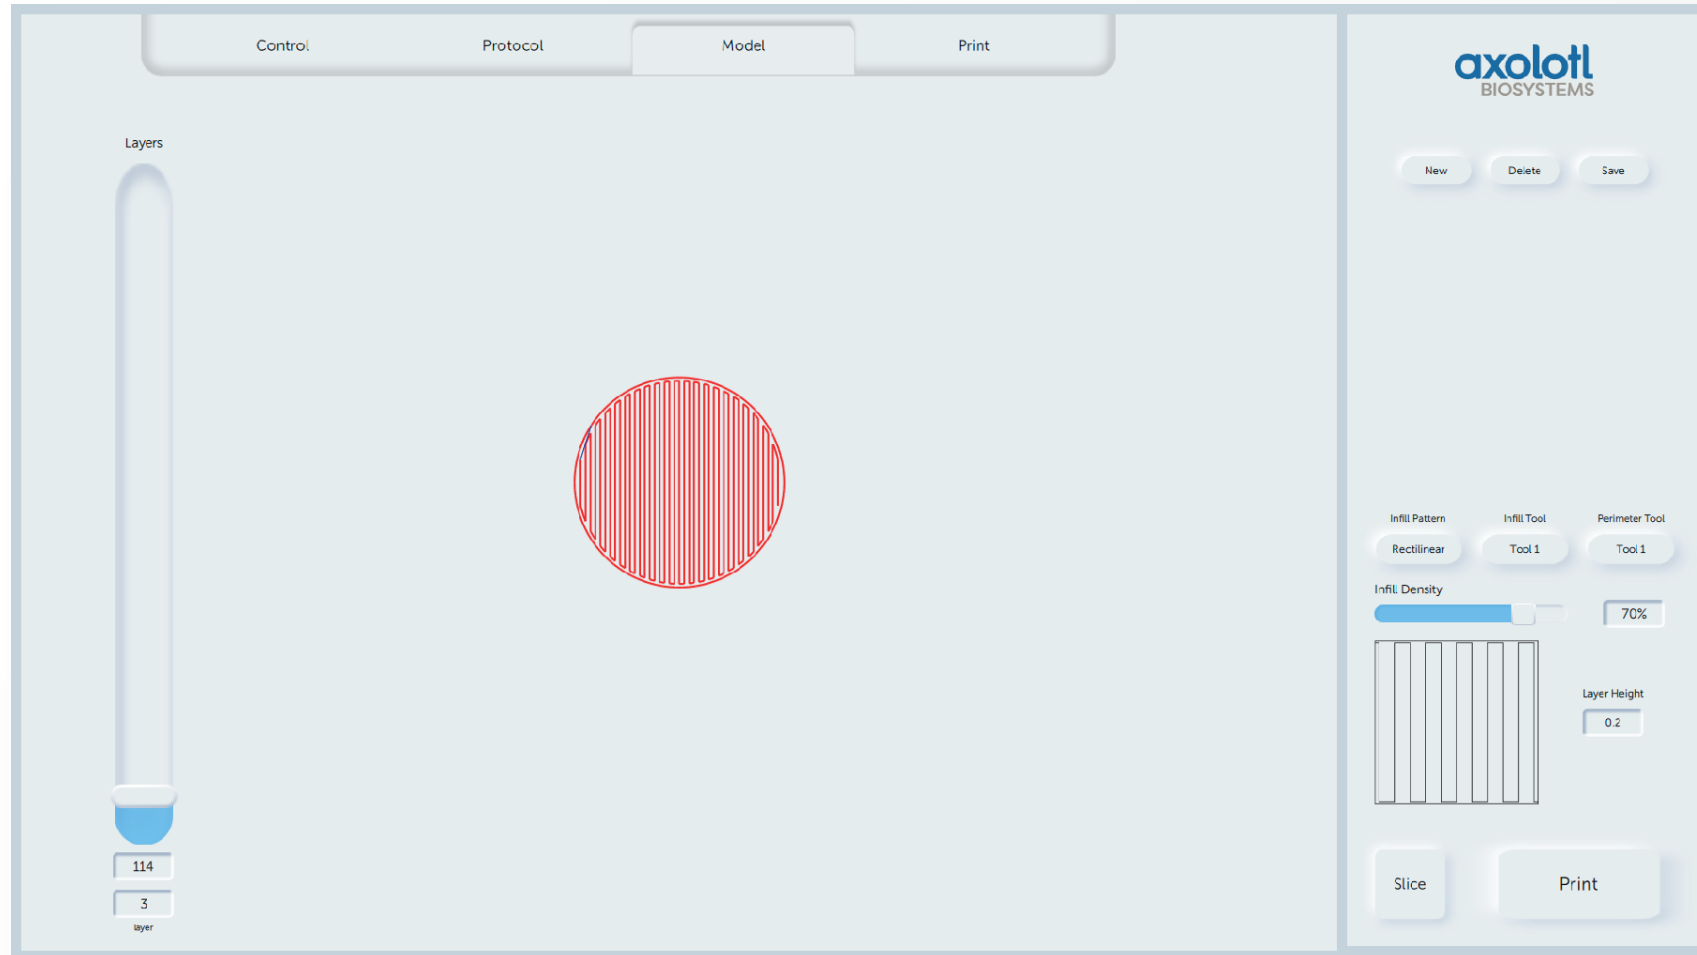 Control Protocol Model Print
axolotl
BIOSYSTEMS
Layers
New Delete Save
Infill Pattern Infill Tool Perimeter Tool
Rectilinear Tool 1 Tool 1
Infill Density
70%
Layer Height
0.2
114
3
layer
Slice Print